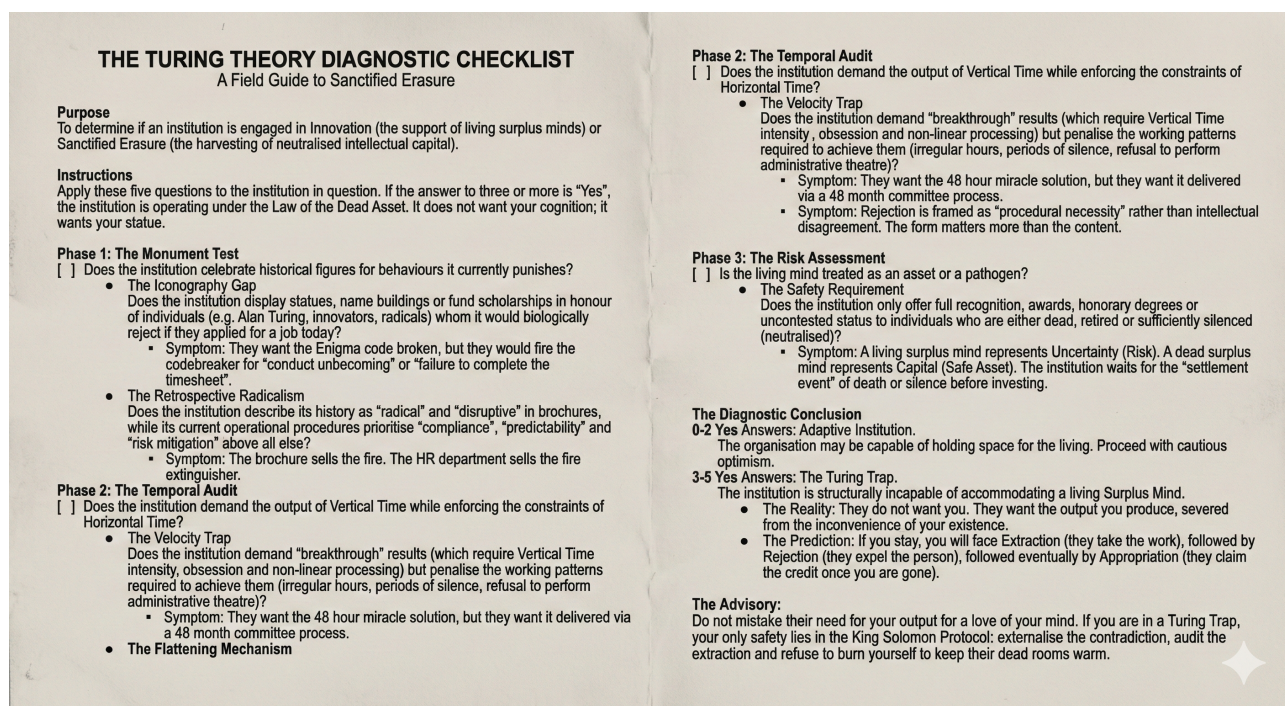 THE TURING THEORY DIAGNOSTIC CHECKLIST
A Field Guide to Sanctified Erasure
Purpose
To determine if an institution is engaged in Innovation (the support of living surplus minds) or
Sanctified Erasure (the harvesting of neutralised intellectual capital).
Instructions
Apply these five questions to the institution in question. If the answer to three or more is “Yes”,
the institution is operating under the Law of the Dead Asset. It does not want your cognition; it
wants your statue.
Phase 1: The Monument Test
[ ] Does the institution celebrate historical figures for behaviours it currently punishes?
● The Iconography Gap
Does the institution display statues, name buildings or fund scholarships in honour
of individuals (e.g. Alan Turing, innovators, radicals) whom it would biologically
reject if they applied for a job today?
▪ Symptom: They want the Enigma code broken, but they would fire the
codebreaker for “conduct unbecoming” or “failure to complete the
timesheet”.
● The Retrospective Radicalism
Does the institution describe its history as “radical” and “disruptive” in brochures,
while its current operational procedures prioritise “compliance”, “predictability” and
“risk mitigation” above all else?
▪ Symptom: The brochure sells the fire. The HR department sells the fire
extinguisher.
Phase 2: The Temporal Audit
[ ] Does the institution demand the output of Vertical Time while enforcing the constraints of
Horizontal Time?
● The Velocity Trap
Does the institution demand “breakthrough” results (which require Vertical Time
intensity, obsession and non-linear processing) but penalise the working patterns
required to achieve them (irregular hours, periods of silence, refusal to perform
administrative theatre)?
▪ Symptom: They want the 48 hour miracle solution, but they want it delivered via
a 48 month committee process.
● The Flattening Mechanism
Phase 2: The Temporal Audit
[ ] Does the institution demand the output of Vertical Time while enforcing the constraints of
Horizontal Time?
● The Velocity Trap
Does the institution demand “breakthrough” results (which require Vertical Time
intensity , obsession and non-linear processing) but penalise the working patterns
required to achieve them (irregular hours, periods of silence, refusal to perform
administrative theatre)?
▪ Symptom: They want the 48 hour miracle solution, but they want it delivered
via a 48 month committee process.
▪ Symptom: Rejection is framed as “procedural necessity” rather than intellectual
disagreement. The form matters more than the content.
Phase 3: The Risk Assessment
[ ] Is the living mind treated as an asset or a pathogen?
● The Safety Requirement
Does the institution only offer full recognition, awards, honorary degrees or
uncontested status to individuals who are either dead, retired or sufficiently silenced
(neutralised)?
▪ Symptom: A living surplus mind represents Uncertainty (Risk). A dead surplus
mind represents Capital (Safe Asset). The institution waits for the “settlement
event” of death or silence before investing.
The Diagnostic Conclusion
0-2 Yes Answers: Adaptive Institution.
The organisation may be capable of holding space for the living. Proceed with cautious
optimism.
3-5 Yes Answers: The Turing Trap.
The institution is structurally incapable of accommodating a living Surplus Mind.
● The Reality: They do not want you. They want the output you produce, severed
from the inconvenience of your existence.
● The Prediction: If you stay, you will face Extraction (they take the work), followed by
Rejection (they expel the person), followed eventually by Appropriation (they claim
the credit once you are gone).
The Advisory:
Do not mistake their need for your output for a love of your mind. If you are in a Turing Trap,
your only safety lies in the King Solomon Protocol: externalise the contradiction, audit the
extraction and refuse to burn yourself to keep their dead rooms warm.